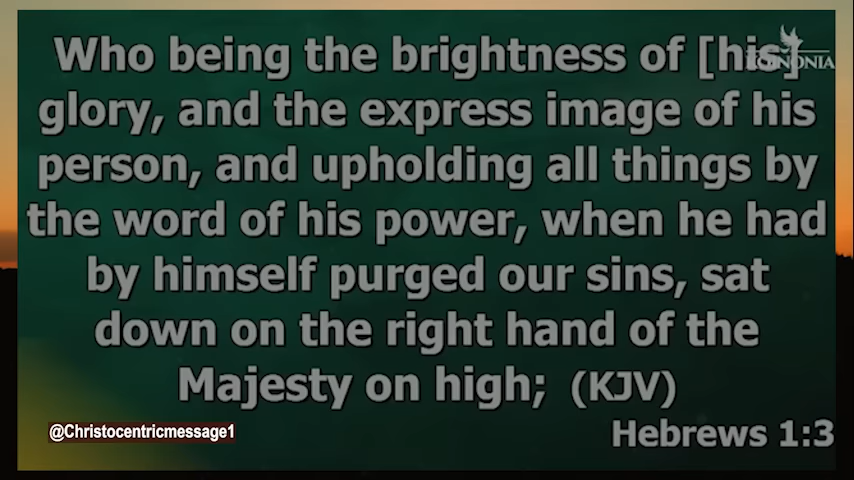 Who being the brightness of [his]
KOINONIA
glory, and the express image of his
person, and upholding all things by
the word of his power, when he had
by himself purged our sins, sat
down on the right hand of the
Majesty on high; (KJV)
@Christocentricmessage1
Hebrews 1:3